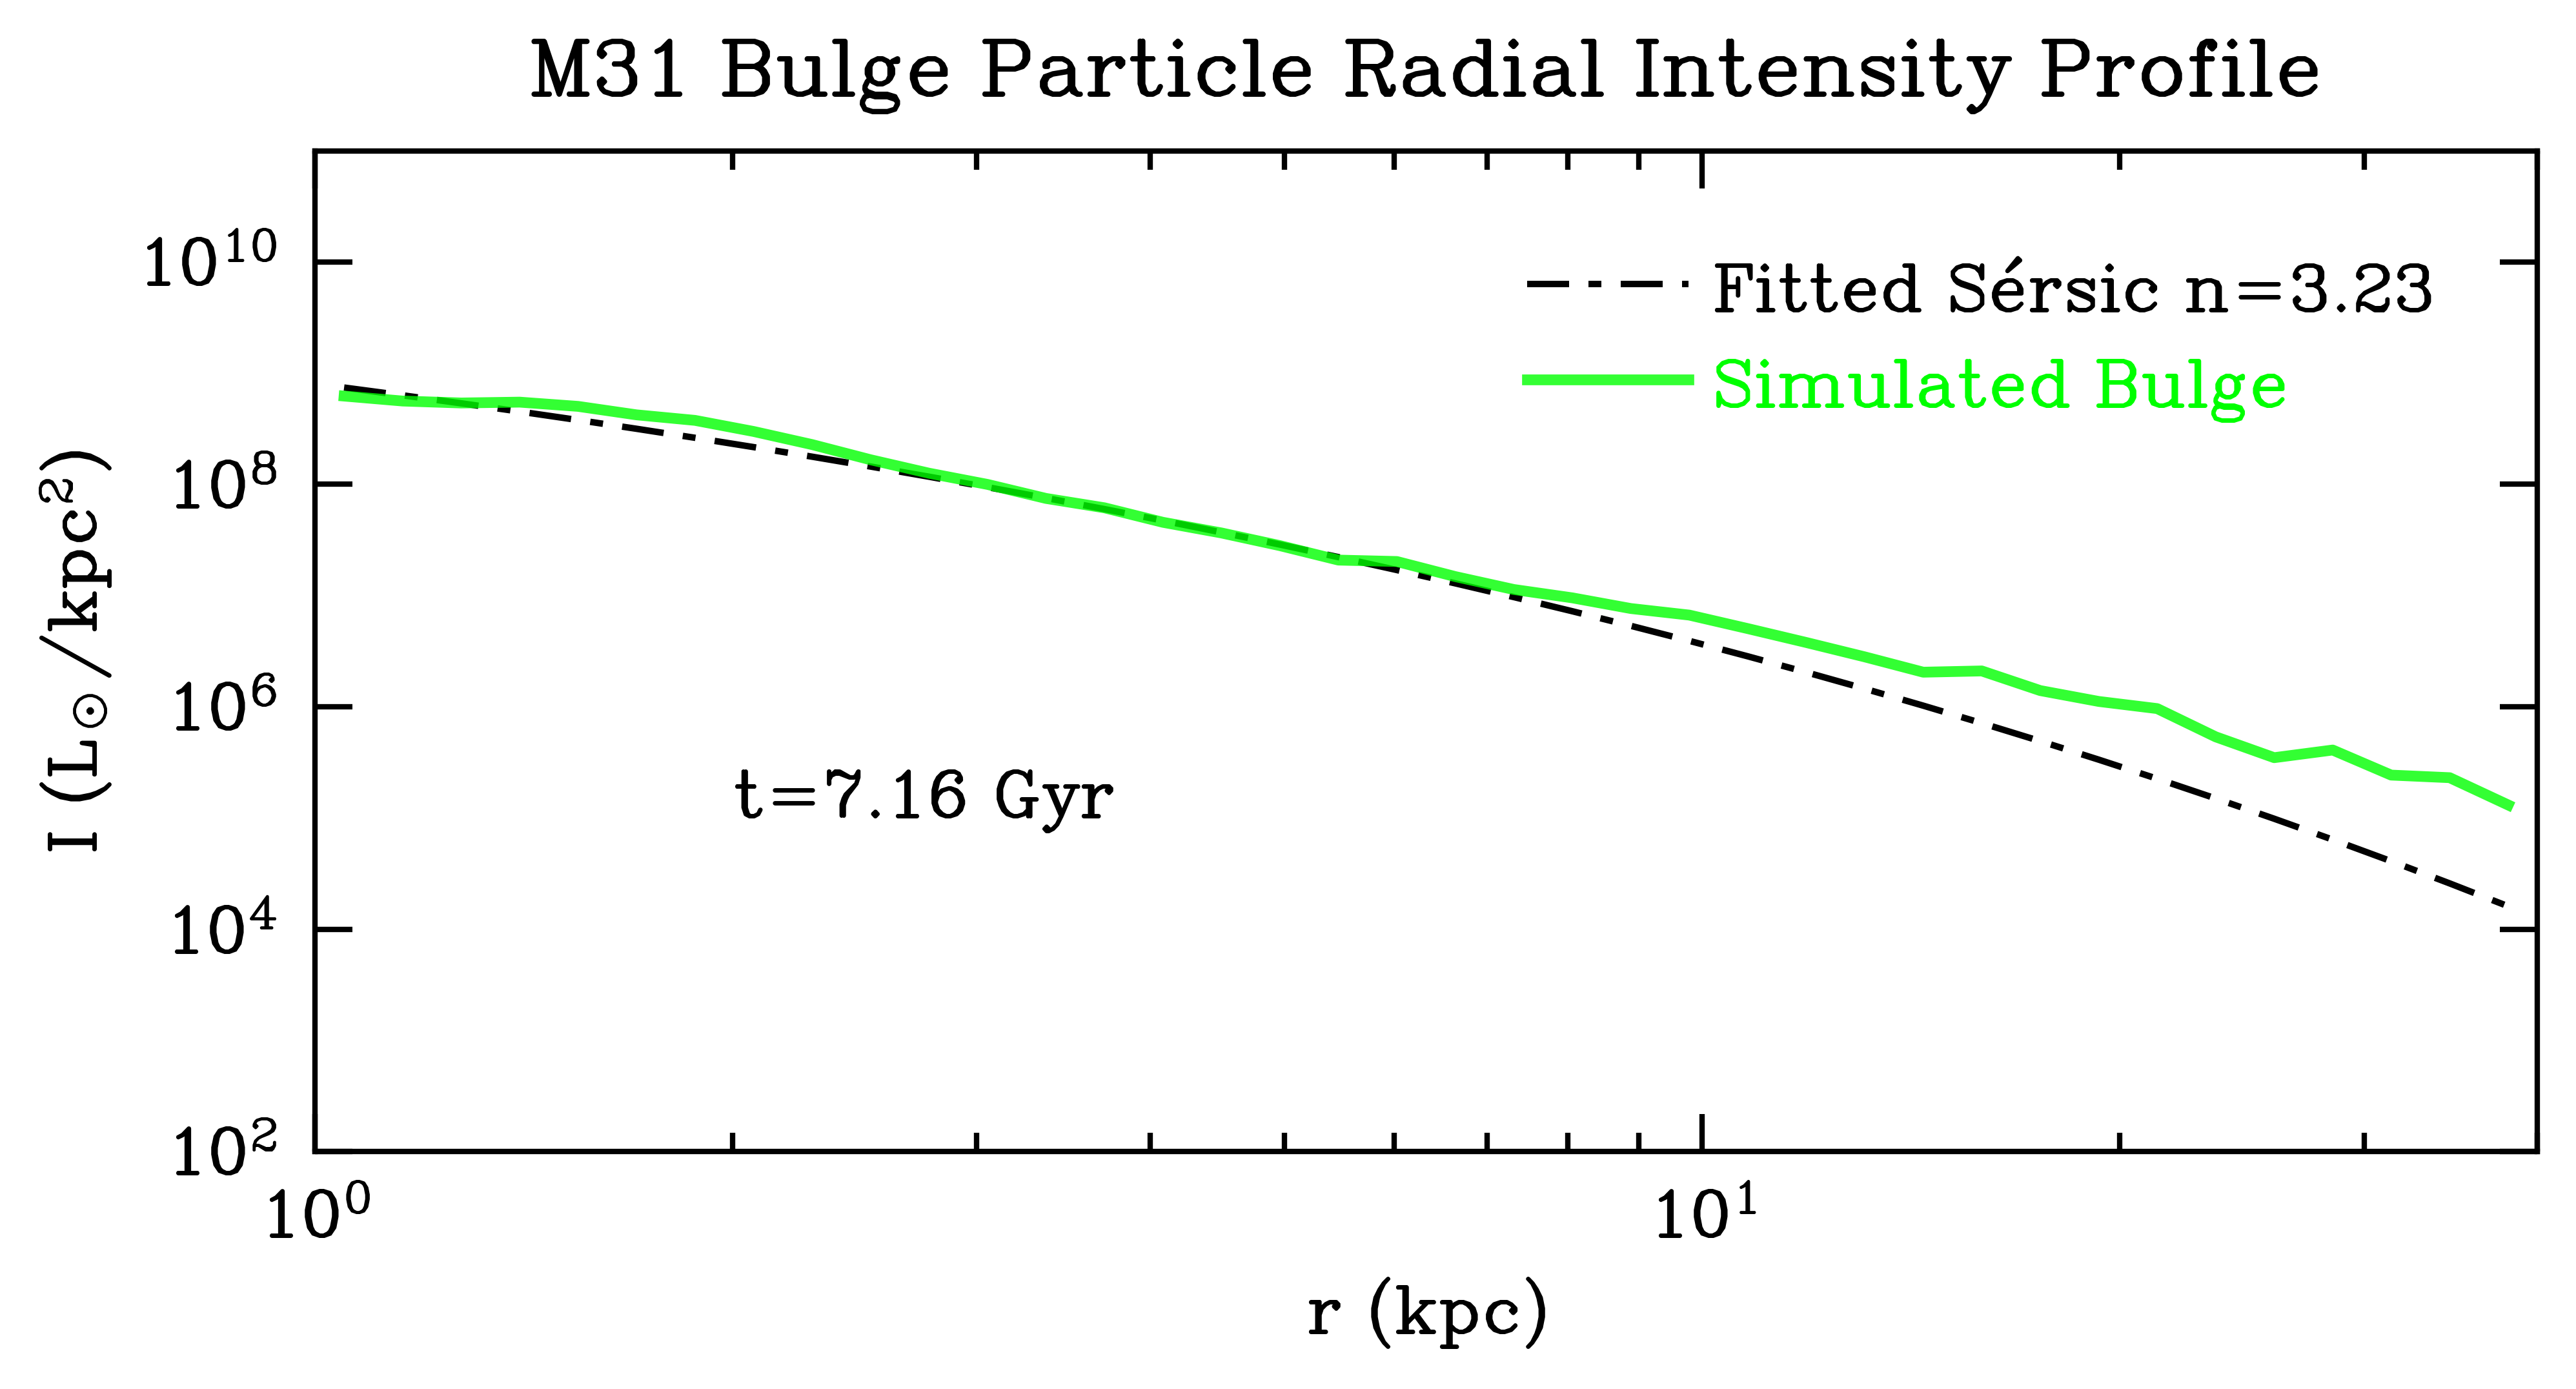 M31 Bulge Particle Radial Intensity Profile
10¹⁰
10⁸
10⁶
10⁴
10²
I (L☉/kpc²)
Fitted Sérsic n=3.23
Simulated Bulge
t=7.16 Gyr
10⁰ 10¹
r (kpc)